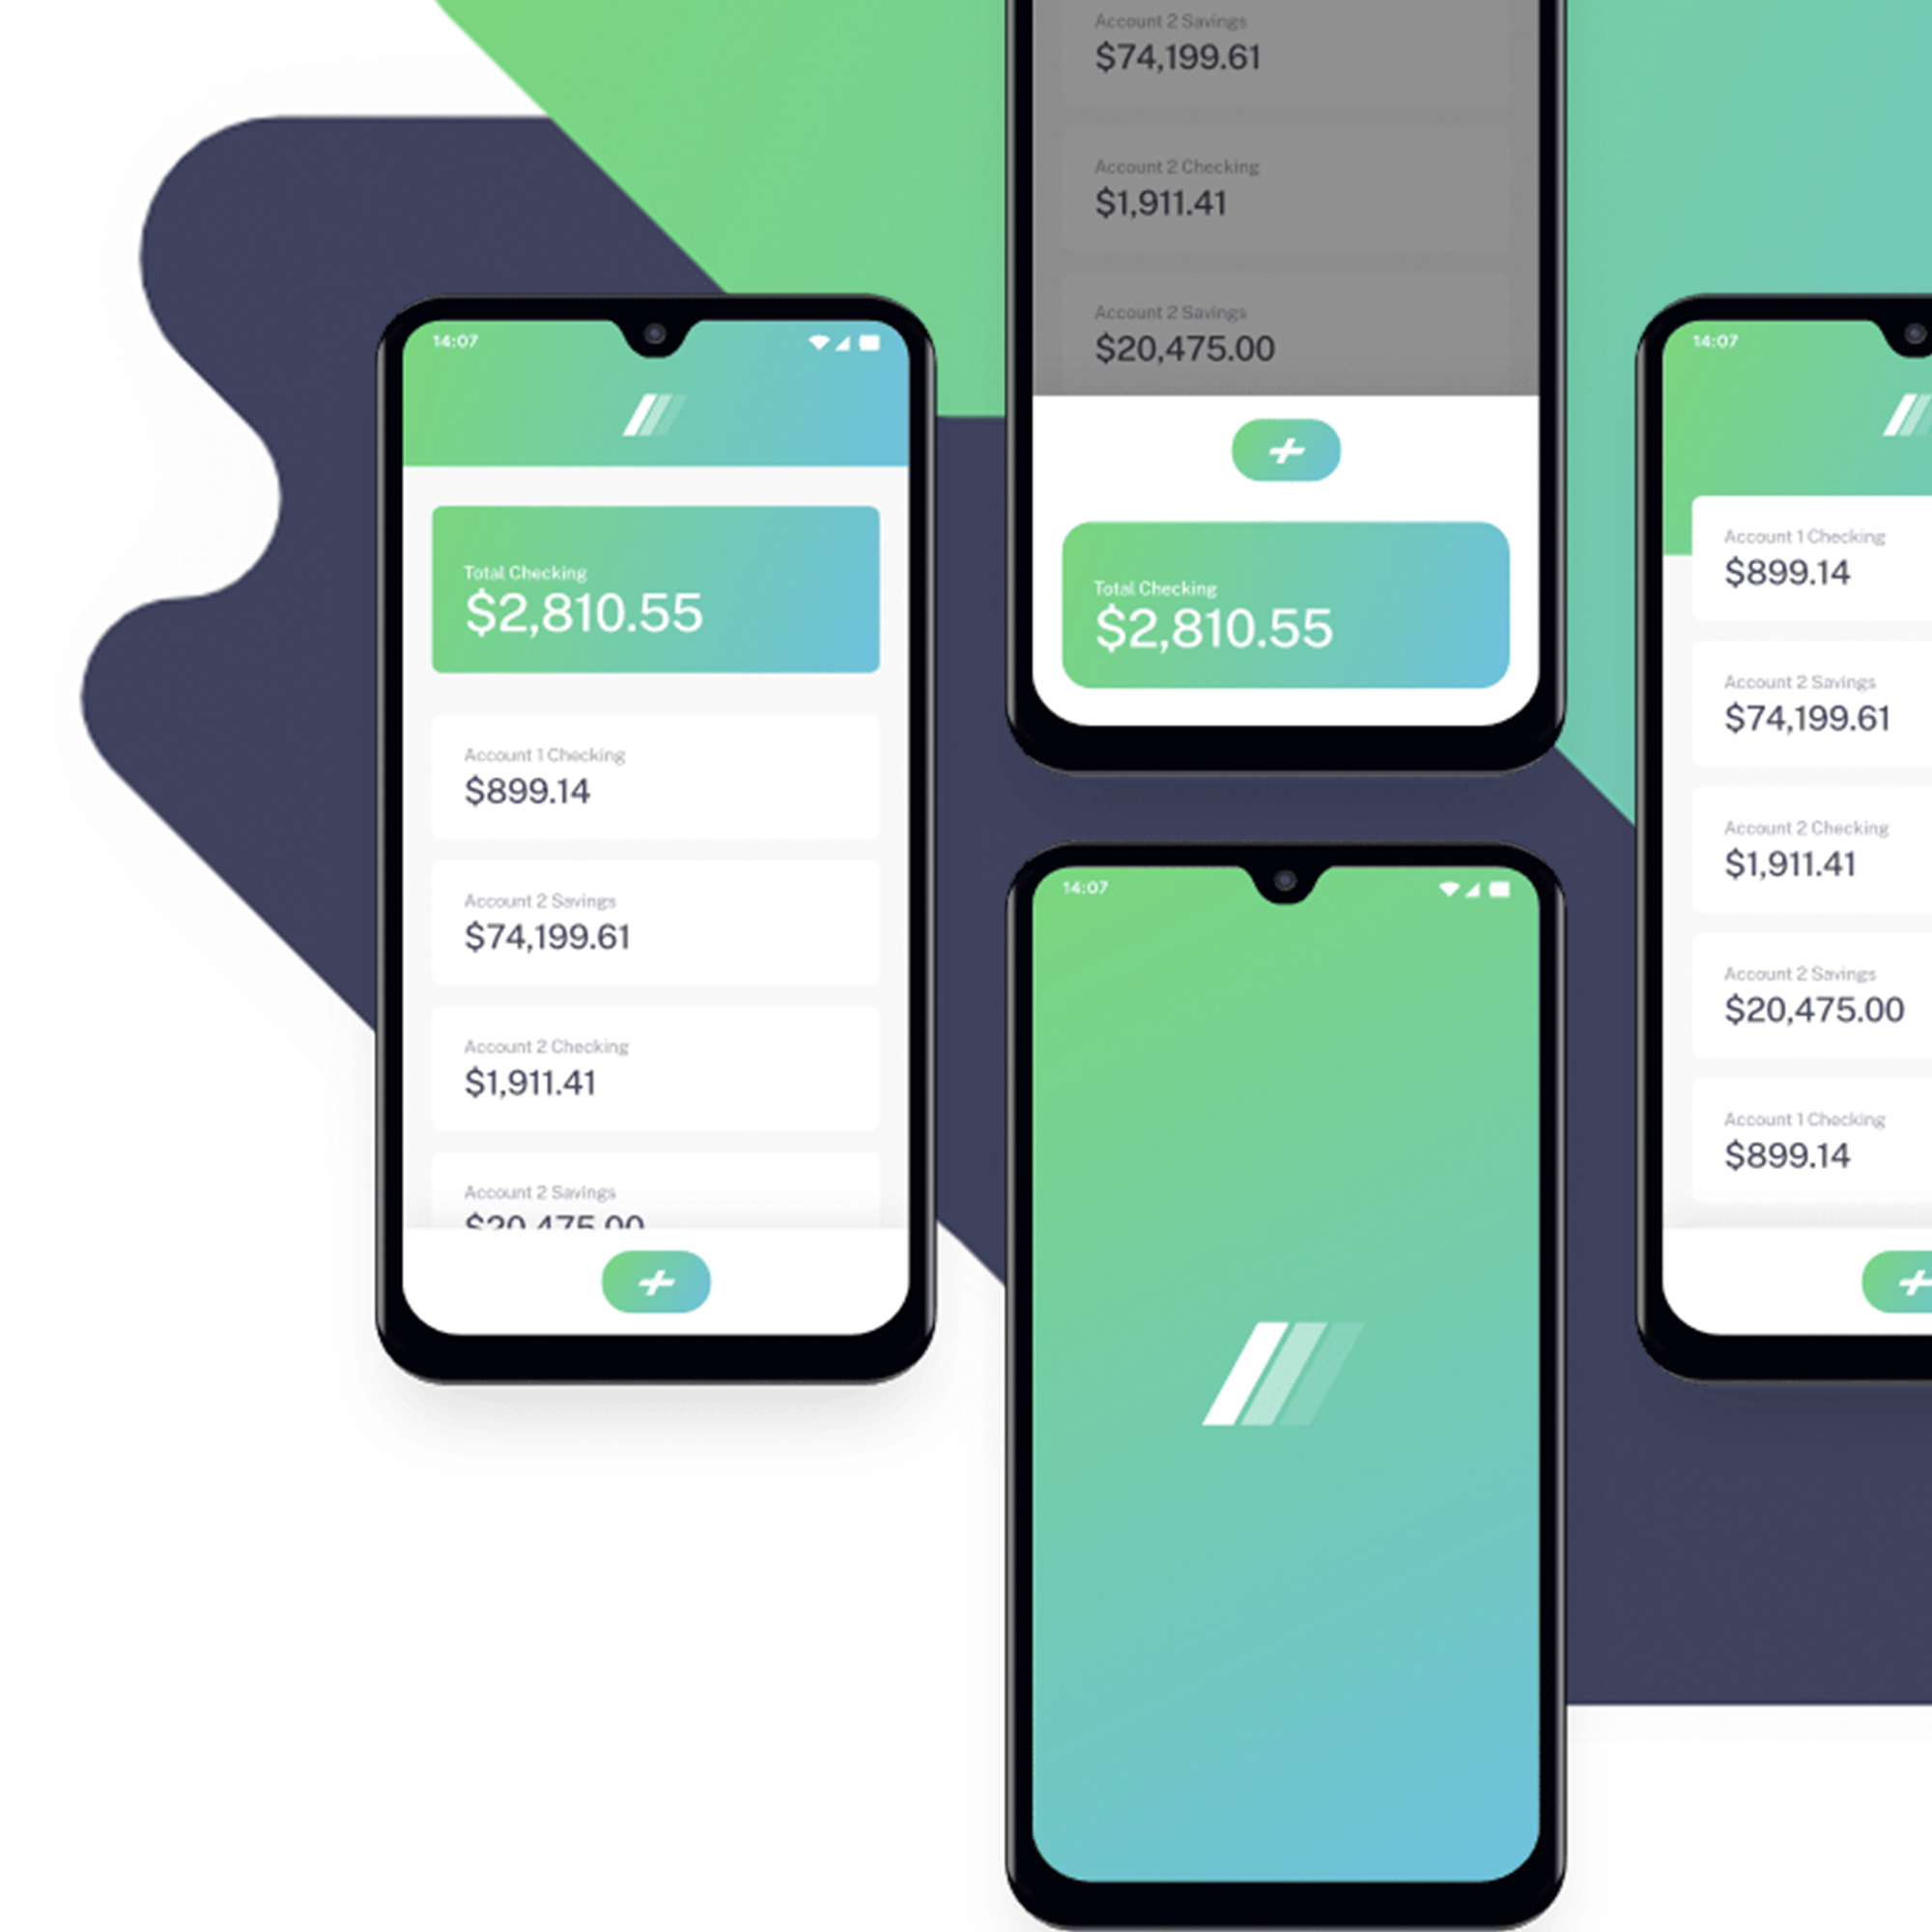 14:07
Total Checking
$2,810.55
Account 1 Checking
$899.14
Account 2 Savings
$74,199.61
Account 2 Checking
$1,911.41
Account 2 Savings
$20,475.00
Account 2 Savings
$74,199.61
Account 2 Checking
$1,911.41
Account 2 Savings
$20,475.00
Total Checking
$2,810.55
14:07
14:07
Account 1 Checking
$899.14
Account 2 Savings
$74,199.61
Account 2 Checking
$1,911.41
Account 2 Savings
$20,475.00
Account 1 Checking
$899.14